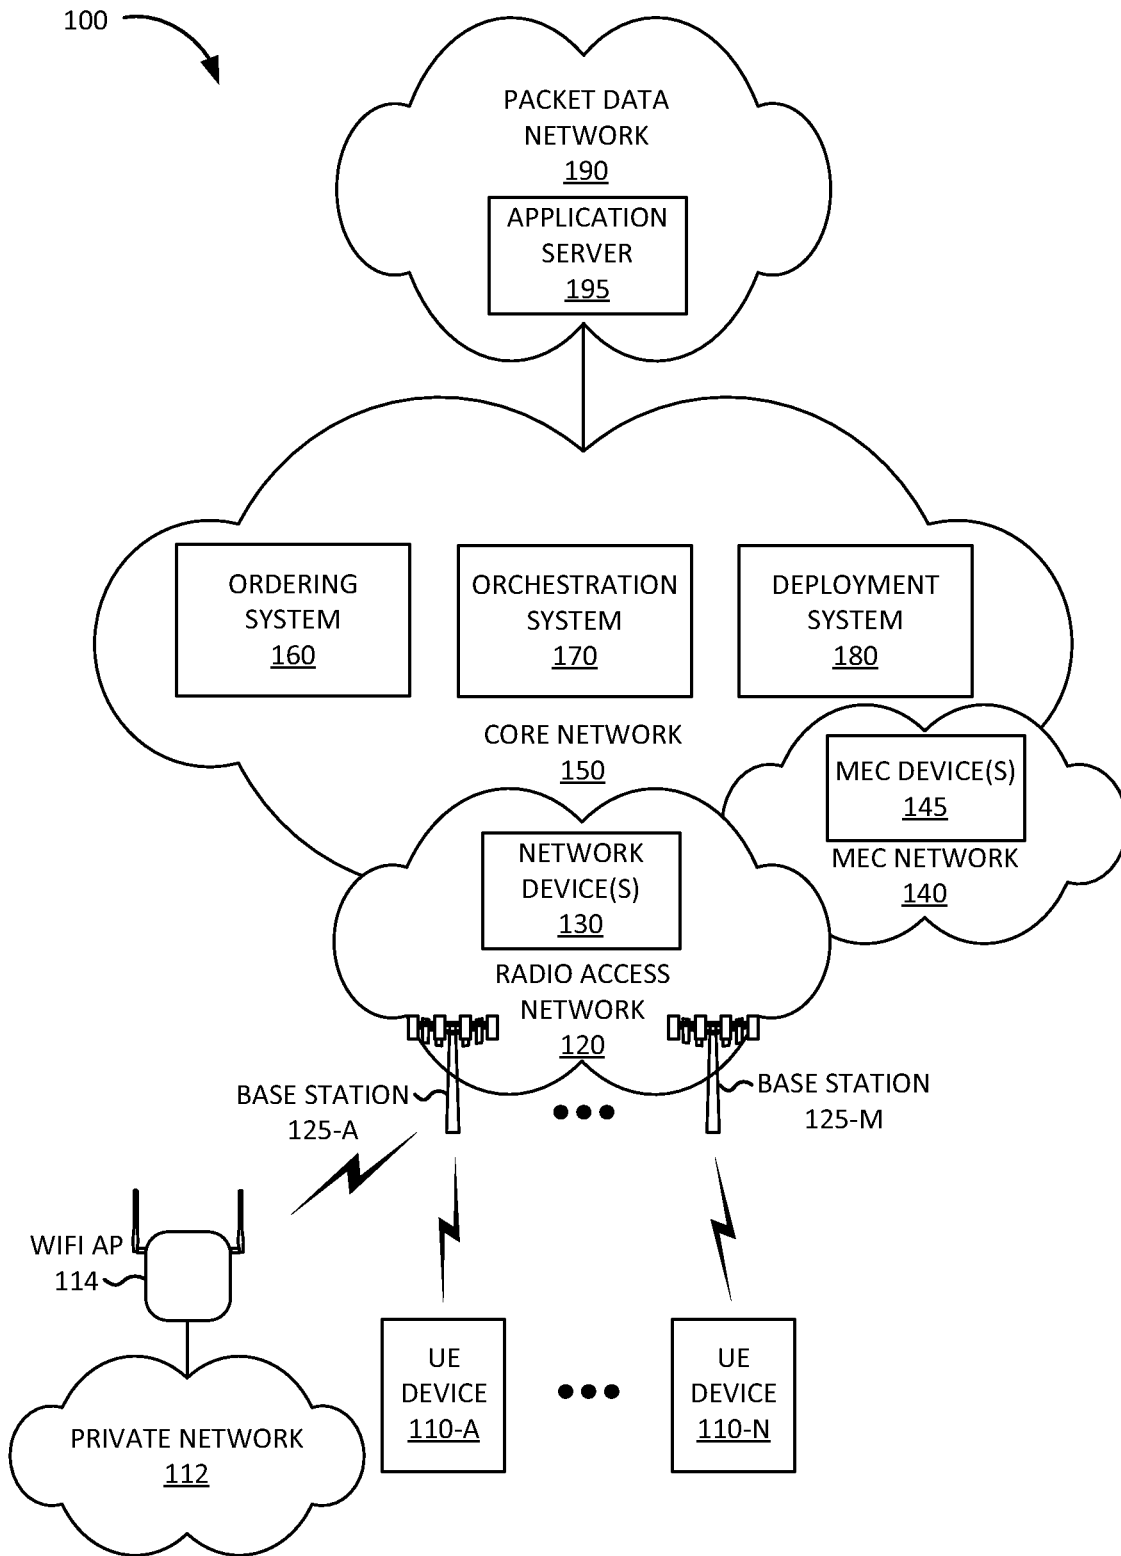 100
PACKET DATA
NETWORK
190
APPLICATION
SERVER
195
ORDERING
SYSTEM
160
ORCHESTRATION
SYSTEM
170
DEPLOYMENT
SYSTEM
180
CORE NETWORK
150
MEC DEVICE(S)
145
MEC NETWORK
140
NETWORK
DEVICE(S)
130
RADIO ACCESS
NETWORK
120
BASE STATION
125-A
BASE STATION
125-M
WIFI AP
114
UE
DEVICE
110-A
UE
DEVICE
110-N
PRIVATE NETWORK
112